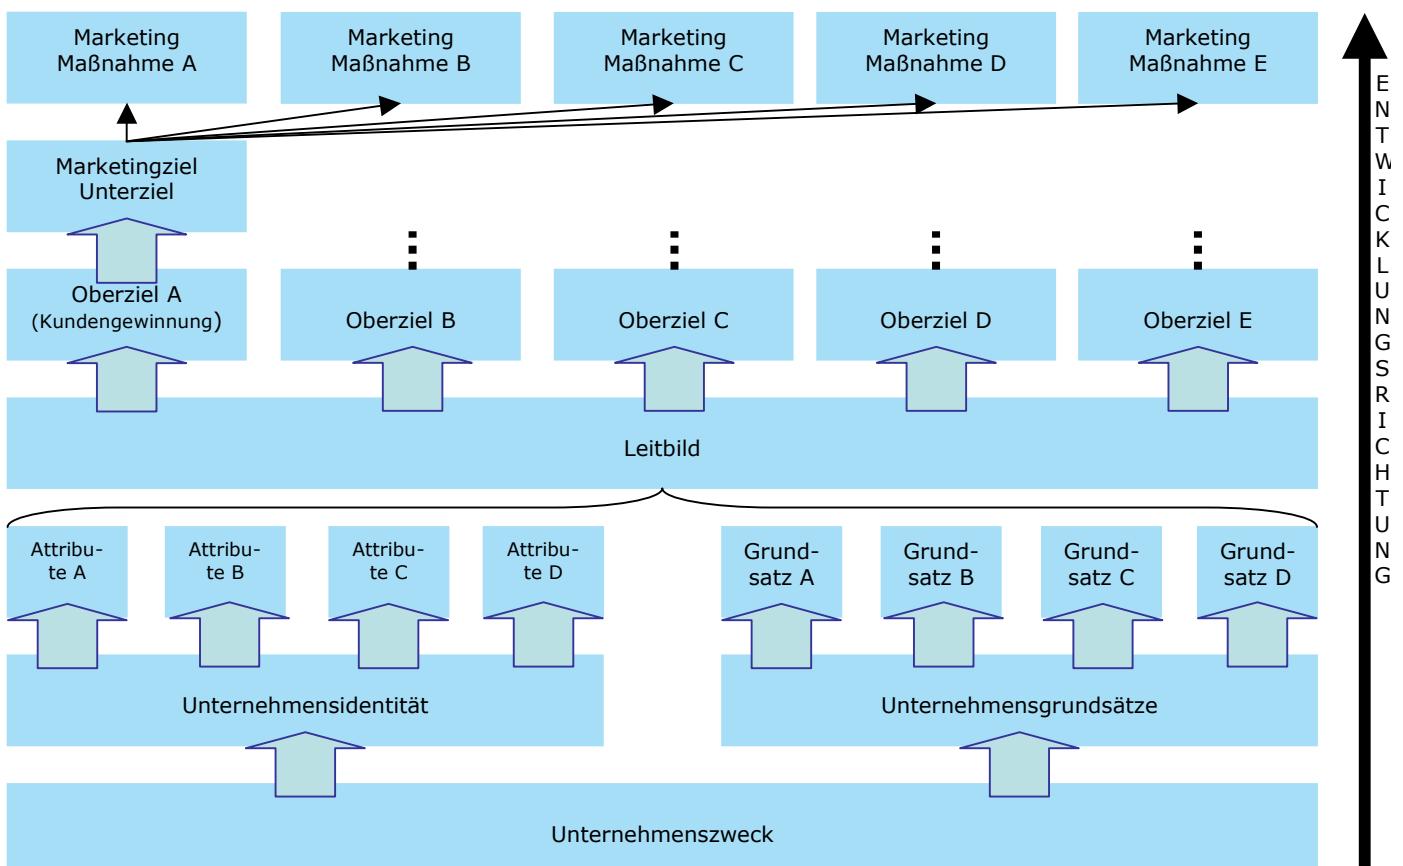 Marketing
Maßnahme A
Marketing
Maßnahme B
Marketing
Maßnahme C
Marketing
Maßnahme D
Marketing
Maßnahme E
Marketingziel
Unterziel
Oberziel A
(Kundengewinnung)
Oberziel B
Oberziel C
Oberziel D
Oberziel E
Leitbild
Attribu-
te A
Attribu-
te B
Attribu-
te C
Attribu-
te D
Grund-
satz A
Grund-
satz B
Grund-
satz C
Grund-
satz D
Unternehmensidentität
Unternehmensgrundsätze
Unternehmenszweck
ENTWICKLUNGSRICHTUNG